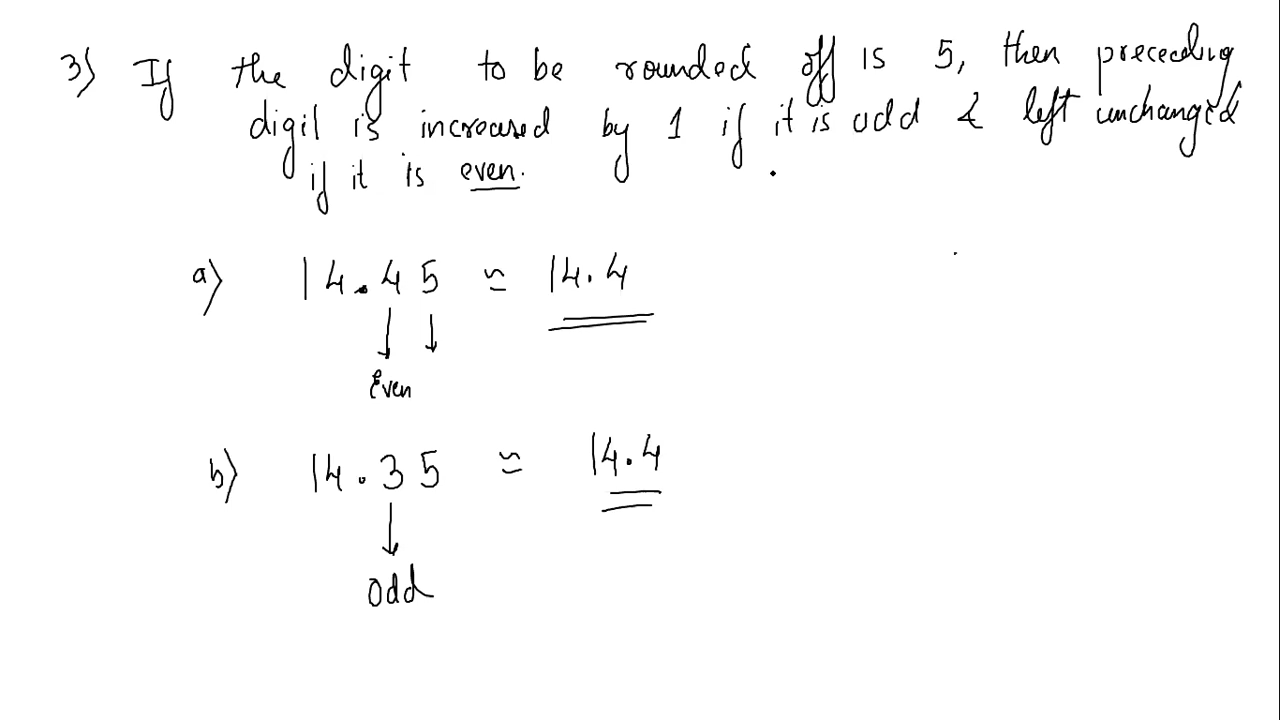 3) If the digit to be rounded off is 5, then preceeding
digit is increased by 1 if it is odd & left unchanged
if it is even.
a) 14.45 ≃ 14.4
Even
b) 14.35 ≃ 14.4
Odd